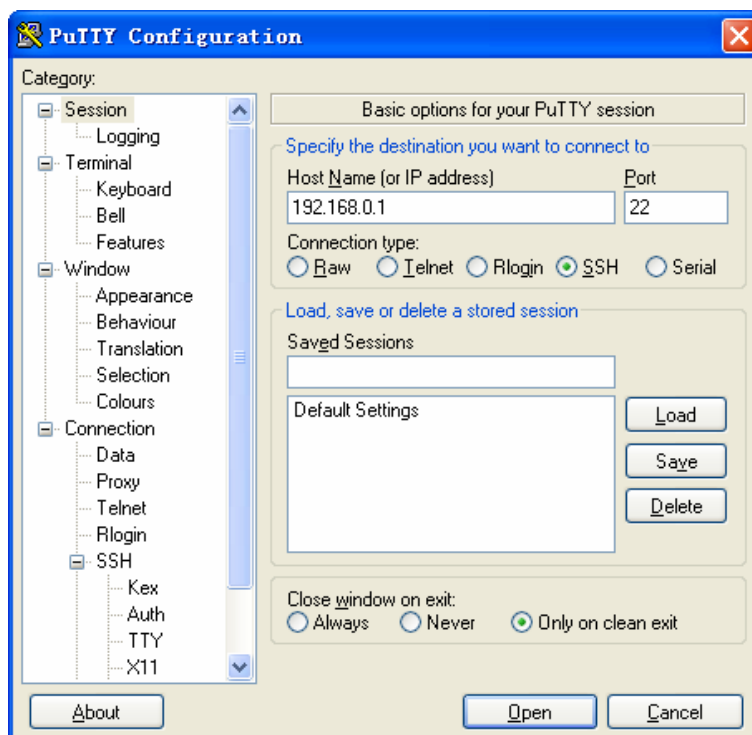 PuTTY Configuration
Category:
Session
Logging
Terminal
Keyboard
Bell
Features
Window
Appearance
Behaviour
Translation
Selection
Colours
Connection
Data
Proxy
Telnet
Rlogin
SSH
Kex
Auth
TTY
X11
Basic options for your PuTTY session
Specify the destination you want to connect to
Host Name (or IP address) Port
192.168.0.1 22
Connection type:
Raw Telnet Rlogin SSH Serial
Load, save or delete a stored session
Saved Sessions
Default Settings
Load
Save
Delete
Close window on exit:
Always Never Only on clean exit
About Open Cancel